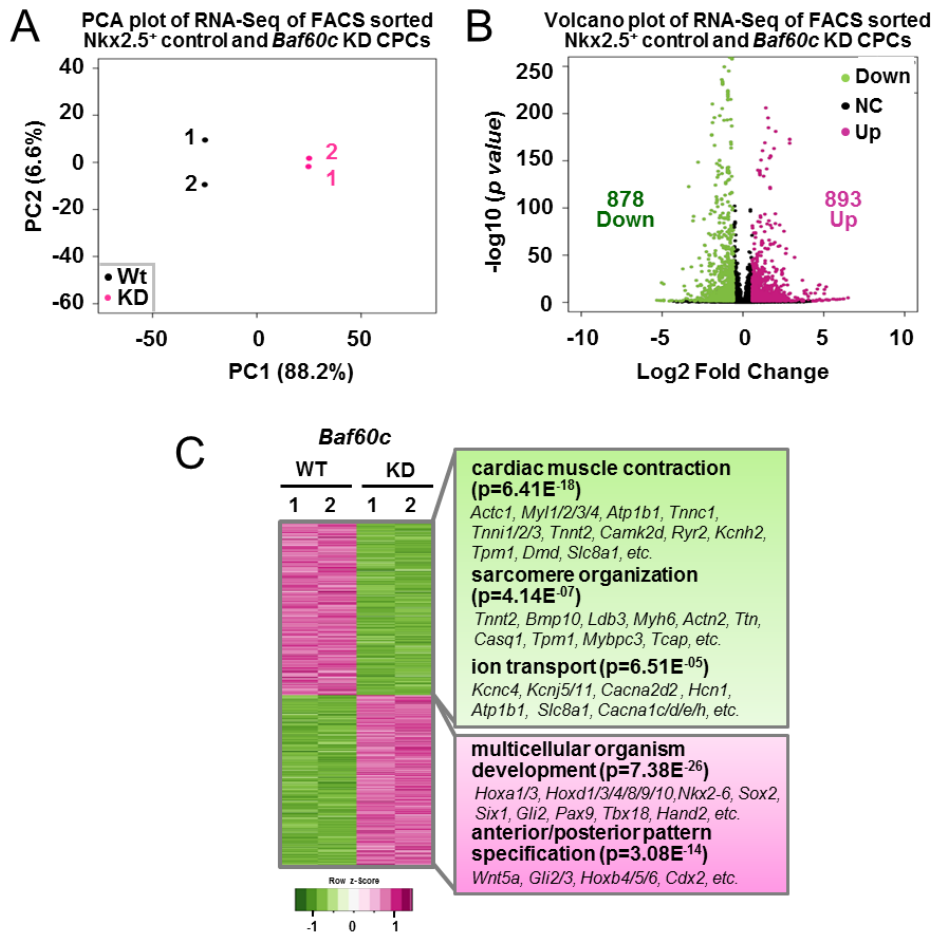 A
PCA plot of RNA-Seq of FACS sorted
Nkx2.5+ control and Baf60c KD CPCs
40
20
0
-20
-40
-60
PC2 (6.6%)
1
2
2
1
Wt
KD
-50
0
50
PC1 (88.2%)
B
Volcano plot of RNA-Seq of FACS sorted
Nkx2.5+ control and Baf60c KD CPCs
250
200
150
100
50
0
-log10 (p value)
Down
NC
Up
878
Down
893
Up
-10
-5
0
5
10
Log2 Fold Change
C
Baf60c
WT KD
1 2 1 2
cardiac muscle contraction
(p=6.41E-18)
Actc1, Myl1/2/3/4, Atp1b1, Tnnc1,
Tnni1/2/3, Tnnt2, Camk2d, Ryr2, Kcnh2,
Tpm1, Dmd, Slc8a1, etc.
sarcomere organization
(p=4.14E-07)
Tnnt2, Bmp10, Ldb3, Myh6, Actn2, Ttn,
Casq1, Tpm1, Mybpc3, Tcap, etc.
ion transport (p=6.51E-05)
Kcnc4, Kcnj5/11, Cacna2d2 , Hcn1,
Atp1b1, Slc8a1, Cacna1c/d/e/h, etc.
multicellular organism
development (p=7.38E-26)
Hoxa1/3, Hoxd1/3/4/8/9/10,Nkx2-6, Sox2,
Six1, Gli2, Pax9, Tbx18, Hand2, etc.
anterior/posterior pattern
specification (p=3.08E-14)
Wnt5a, Gli2/3, Hoxb4/5/6, Cdx2, etc.
Row z-Score
-1 0 1